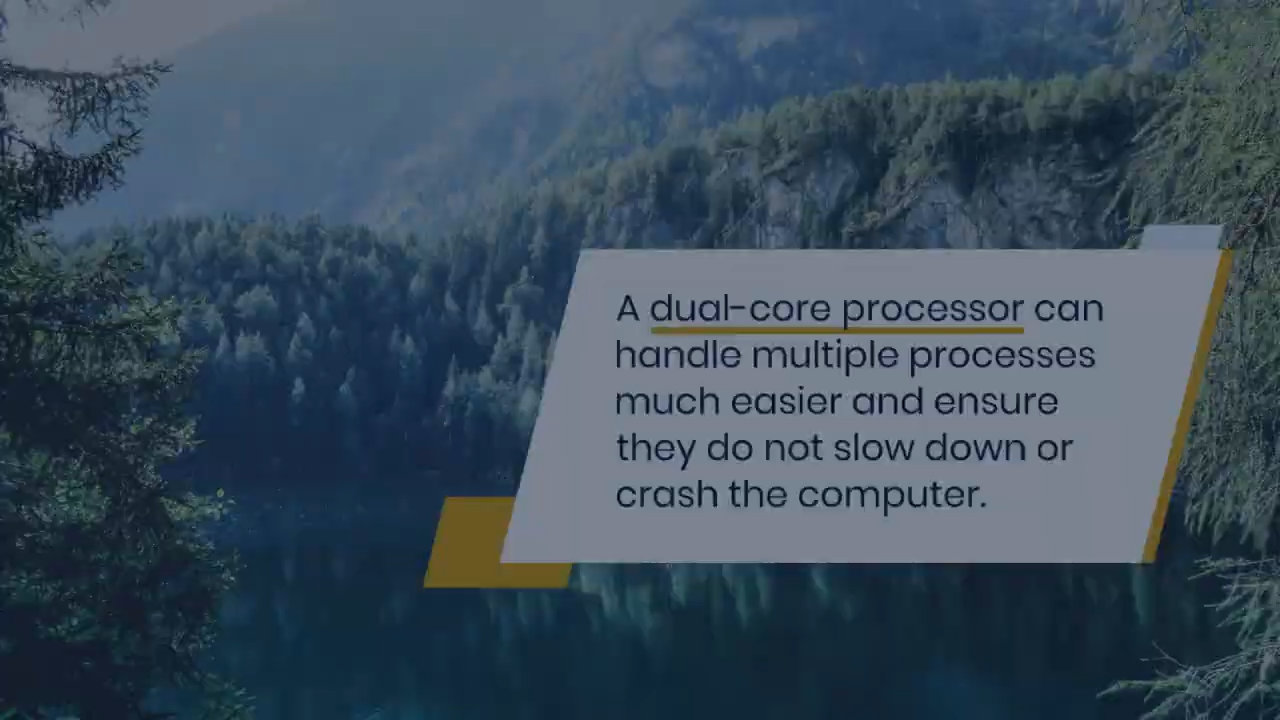 A dual-core processor can
handle multiple processes
much easier and ensure
they do not slow down or
crash the computer.